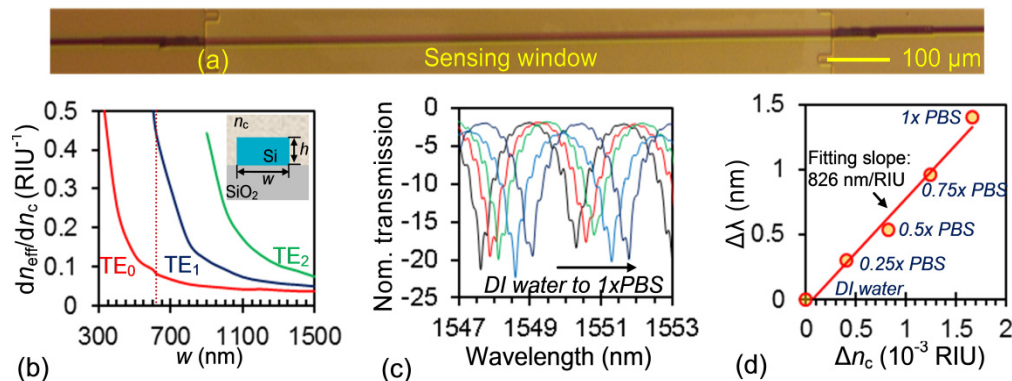 (a)
Sensing window
100 μm
(b)
dn_eff/dn_c (RIU⁻¹)
0.5
0.4
0.3
0.2
0.1
0
n_c
Si
h
w
SiO₂
TE₀
TE₁
TE₂
300 700 1100 1500
w (nm)
(c)
Nom. transmission
0
-5
-10
-15
-20
-25
DI water to 1xPBS
1547 1549 1551 1553
Wavelength (nm)
(d)
Δλ (nm)
1.5
1
0.5
0
1x PBS
Fitting slope:
826 nm/RIU
0.75x PBS
0.5x PBS
0.25x PBS
DI water
0 0.5 1 1.5 2
Δn_c (10⁻³ RIU)